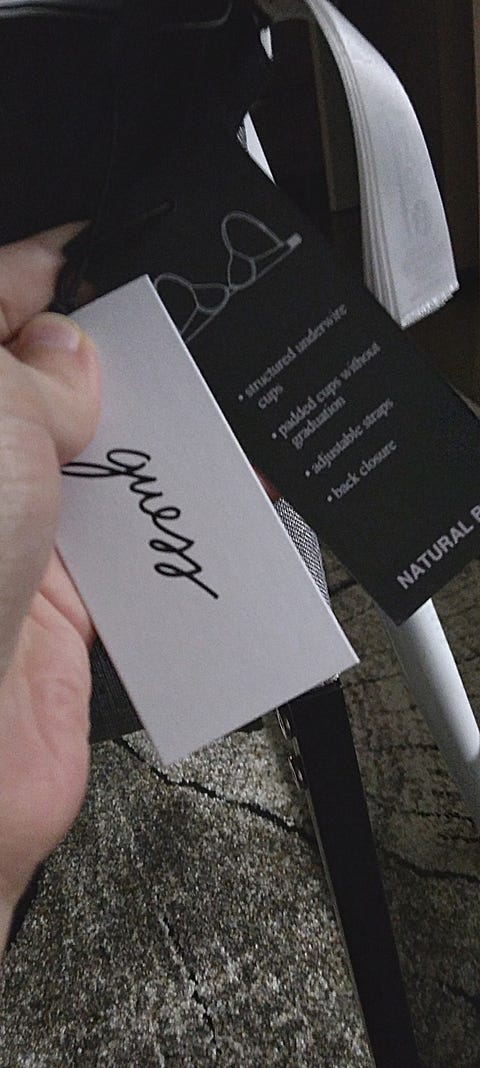 guess
• structured underwire
cups
• padded cups without
graduation
• adjustable straps
• back closure
NATURAL